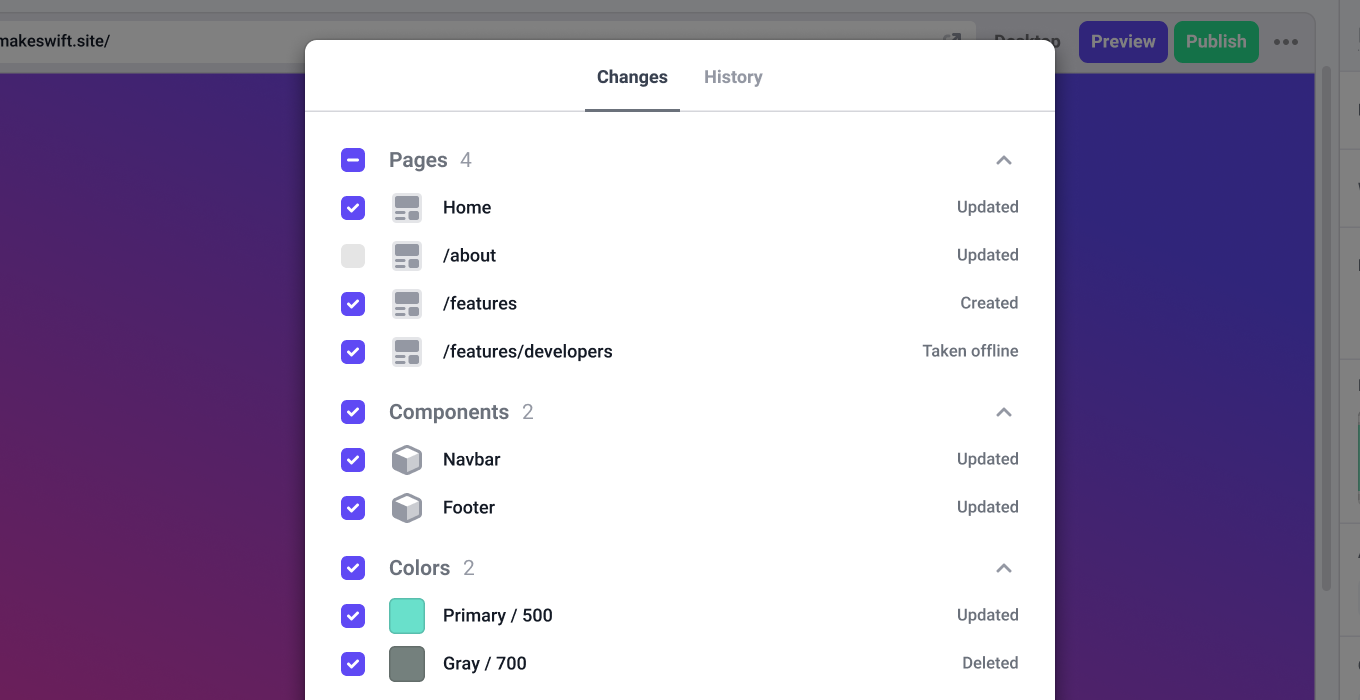 makeswift.site/
Desktop
Preview
Publish
Changes
History
Pages 4
Home Updated
/about Updated
/features Created
/features/developers Taken offline
Components 2
Navbar Updated
Footer Updated
Colors 2
Primary / 500 Updated
Gray / 700 Deleted